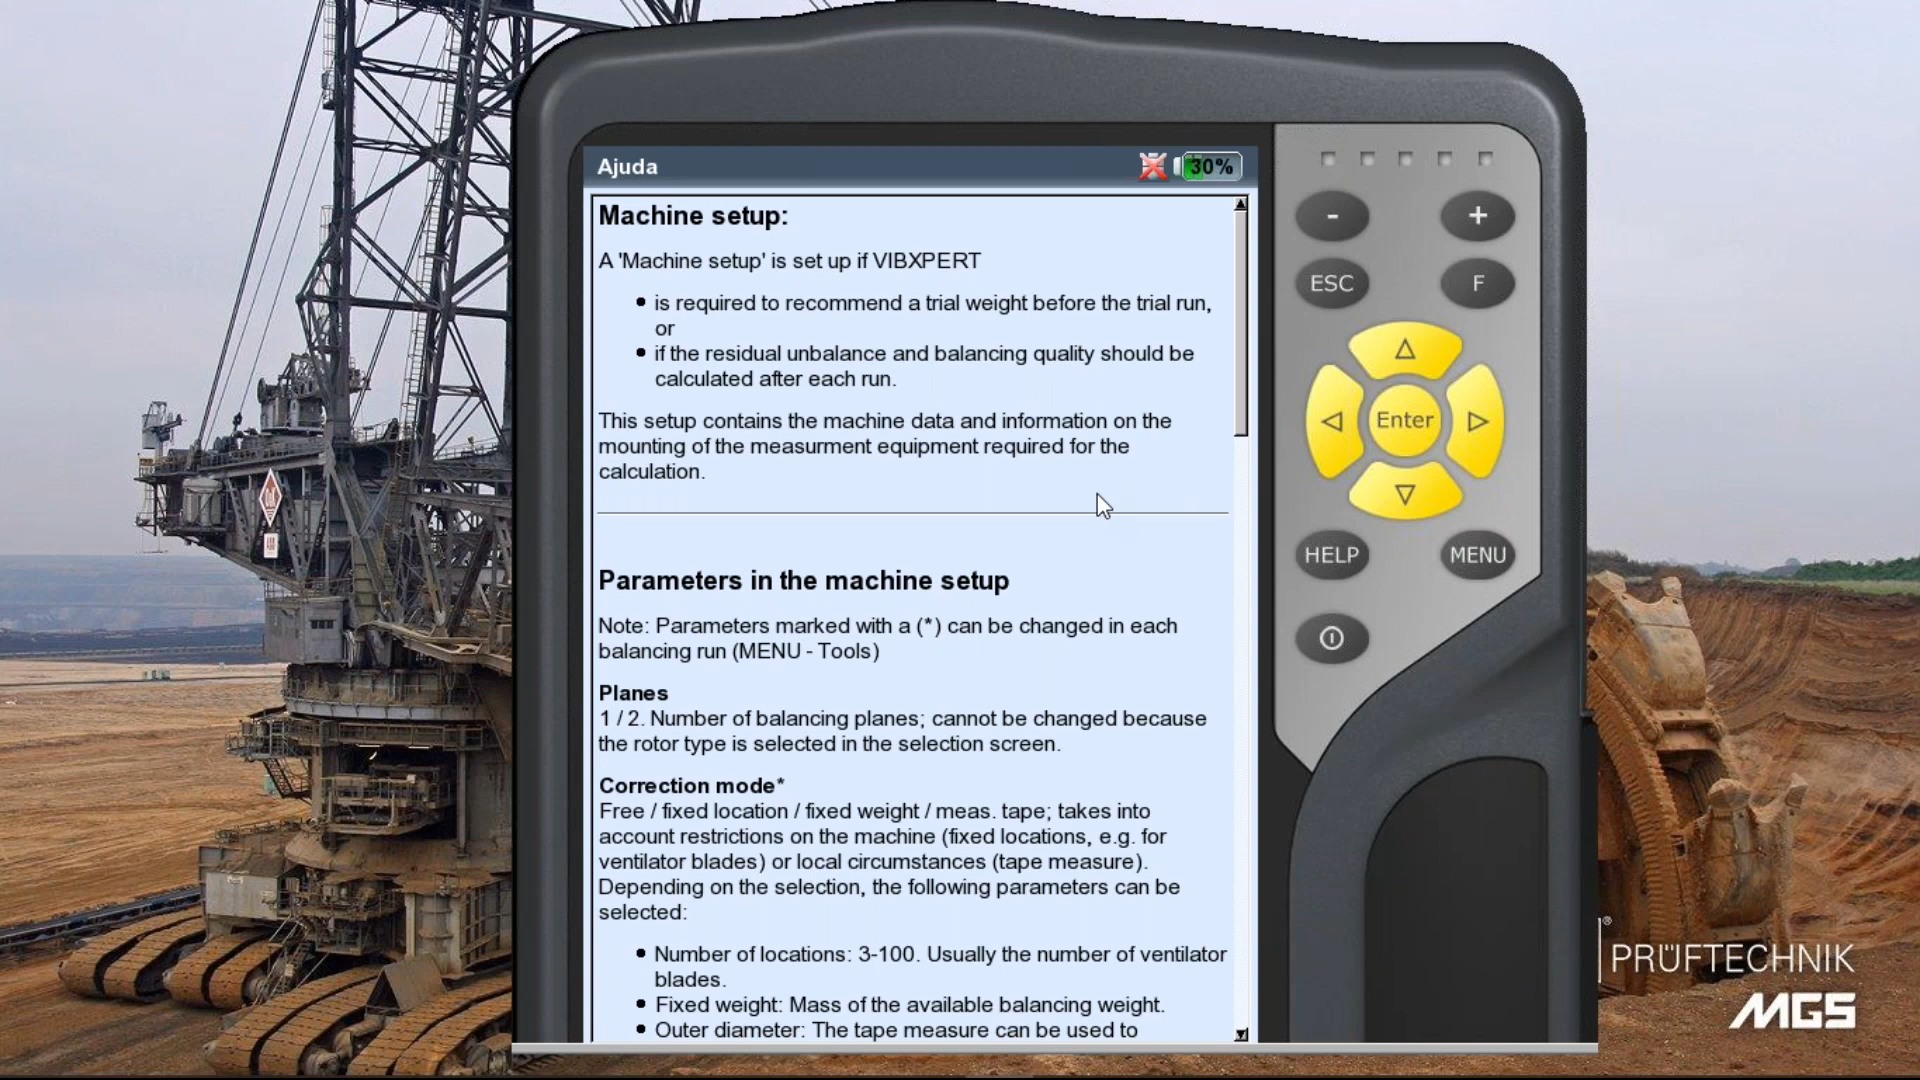 Ajuda
30%
Machine setup:
A 'Machine setup' is set up if VIBXPERT
is required to recommend a trial weight before the trial run,
or
if the residual unbalance and balancing quality should be
calculated after each run.
This setup contains the machine data and information on the
mounting of the measurment equipment required for the
calculation.
Parameters in the machine setup
Note: Parameters marked with a (*) can be changed in each
balancing run (MENU - Tools)
Planes
1 / 2. Number of balancing planes; cannot be changed because
the rotor type is selected in the selection screen.
Correction mode*
Free / fixed location / fixed weight / meas. tape; takes into
account restrictions on the machine (fixed locations, e.g. for
ventilator blades) or local circumstances (tape measure).
Depending on the selection, the following parameters can be
selected:
Number of locations: 3-100. Usually the number of ventilator
blades.
Fixed weight: Mass of the available balancing weight.
Outer diameter: The tape measure can be used to
- +
ESC F
Enter
HELP MENU
® PRÜFTECHNIK
MGS